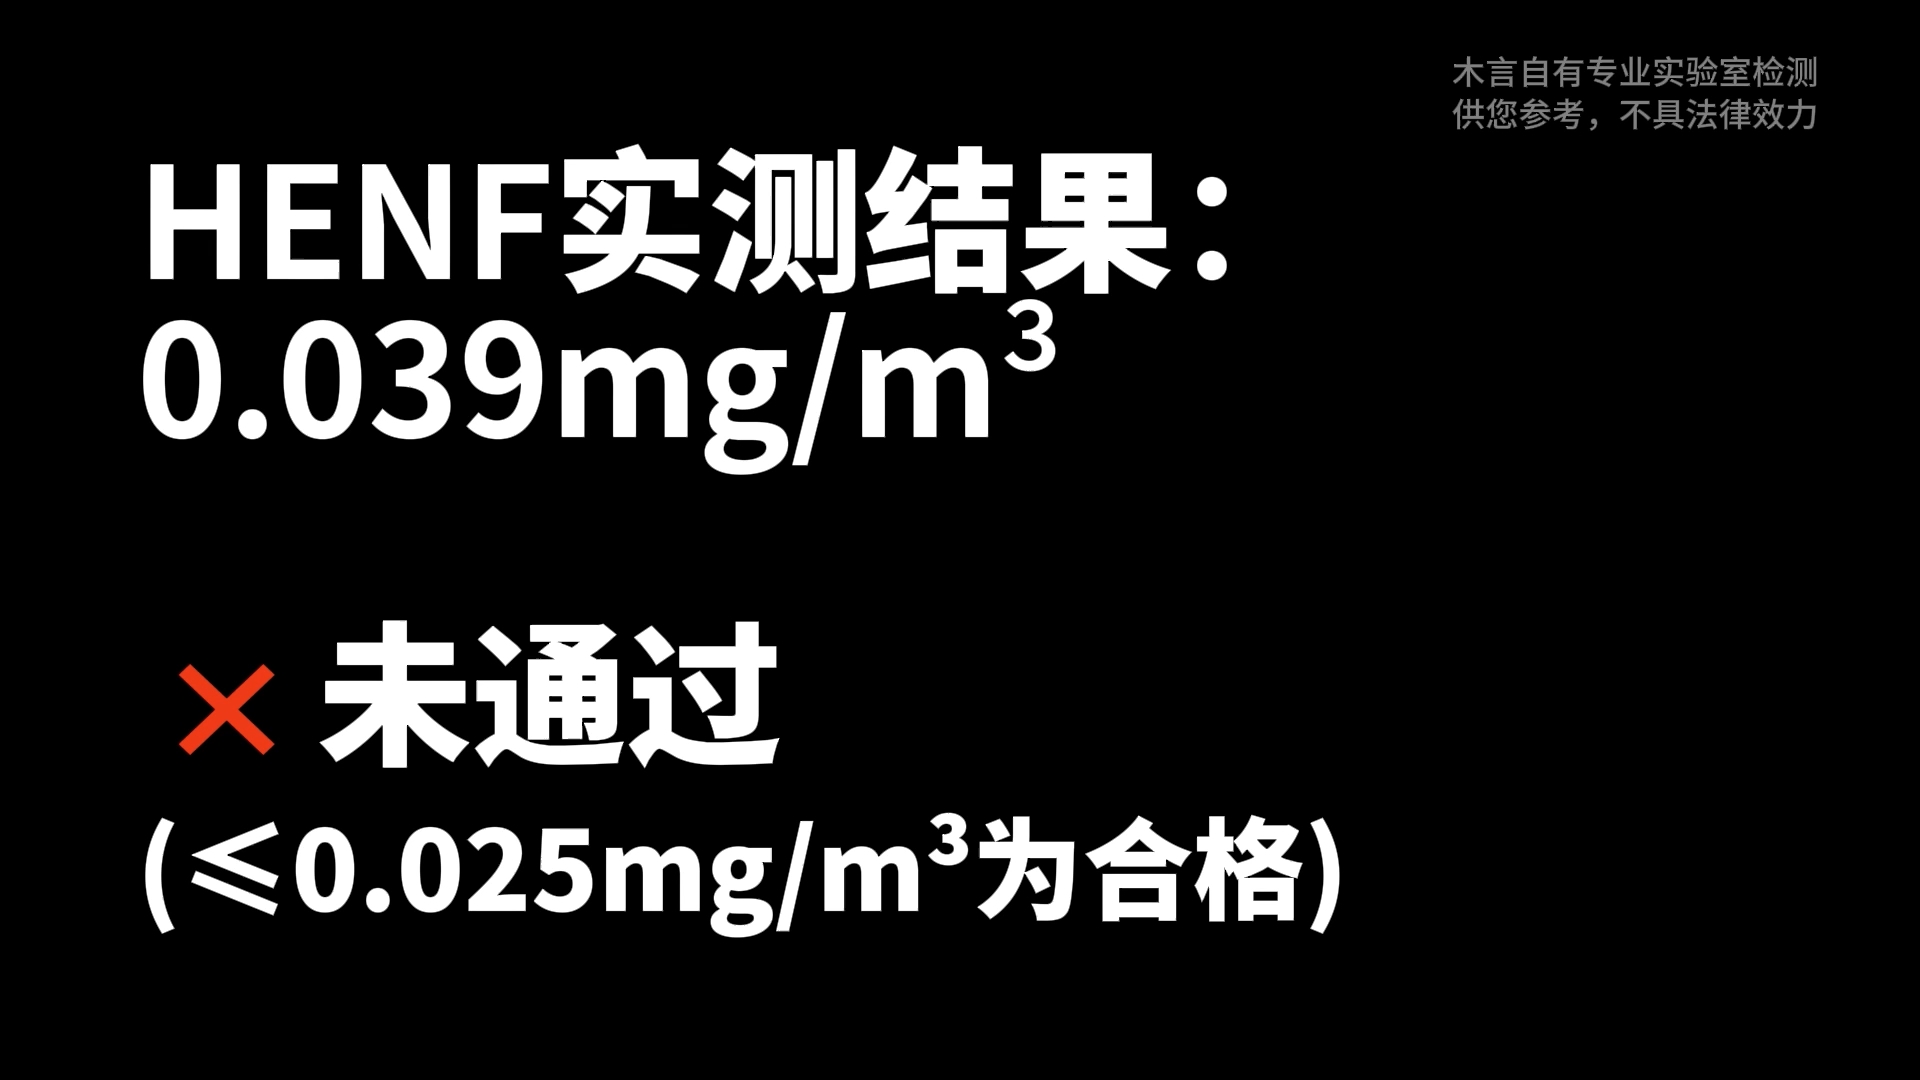 木言自有专业实验室检测
供您参考，不具法律效力
HENF实测结果：
0.039mg/m³
× 未通过
(≤0.025mg/m³为合格)